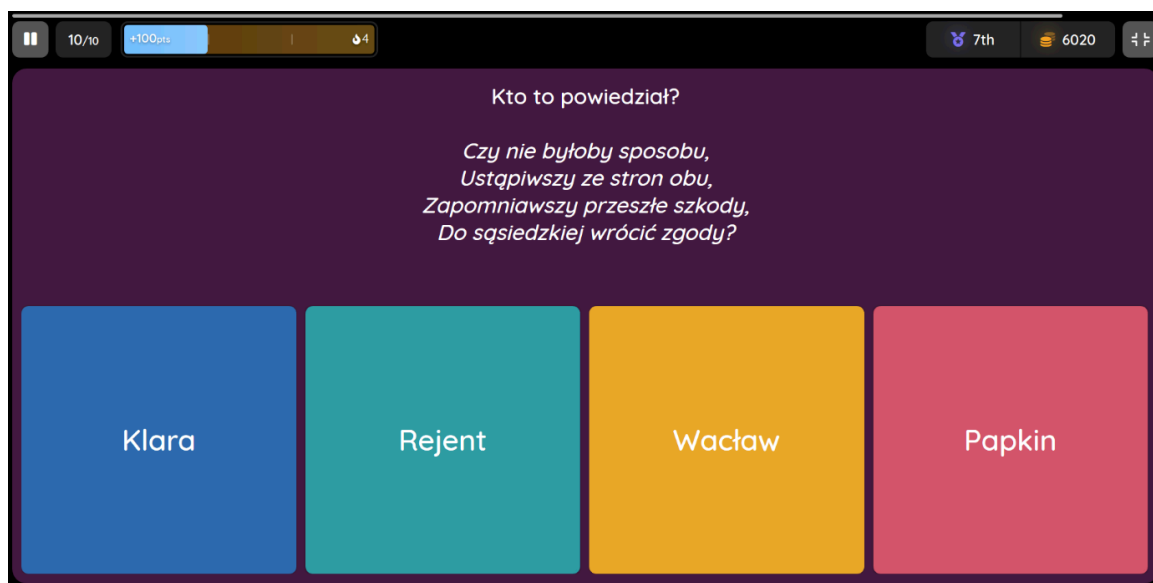 10/10 +100pts 4 7th 6020
Kto to powiedział?
Czy nie byłoby sposobu,
Ustąpiwszy ze stron obu,
Zapomniawszy przeszłe szkody,
Do sąsiedzkiej wrócić zgody?
Klara Rejent Wacław Papkin